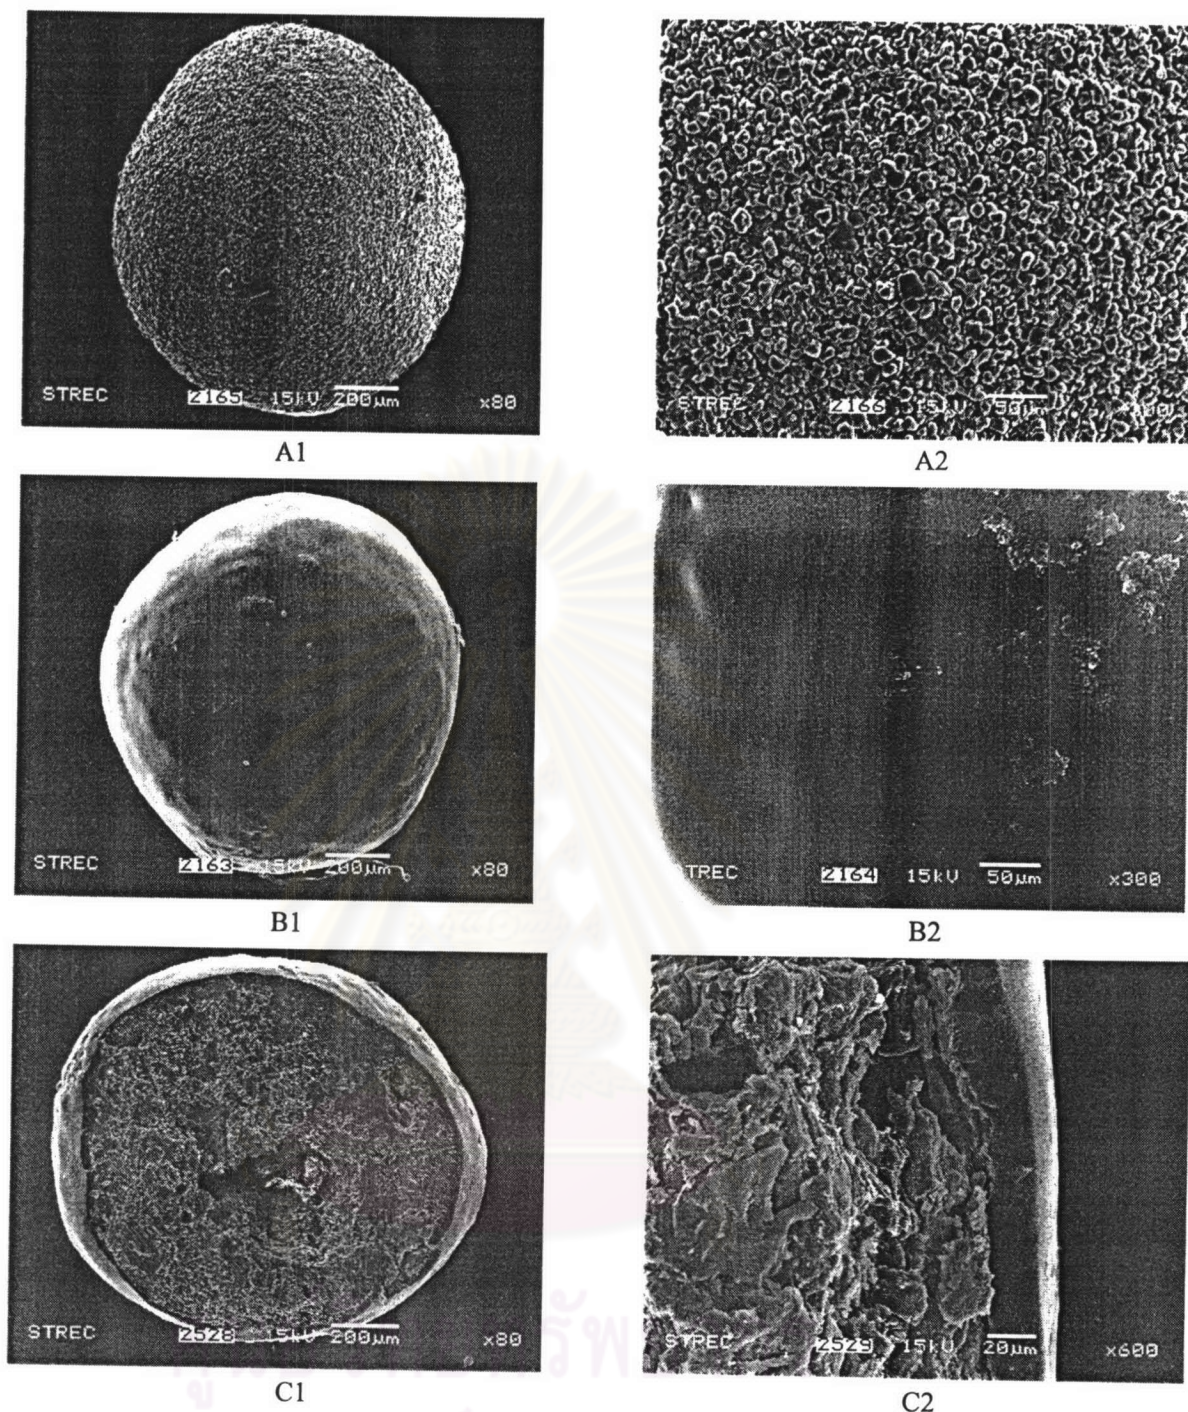 STREC 2165 15kV 200μm x80
A1
STREC 2166 15kV 50μm
A2
STREC 2163 15kV 200μm x80
B1
STREC 2164 15kV 50μm x300
B2
STREC 2528 15kV 200μm x80
C1
STREC 2529 15kV 20μm x600
C2